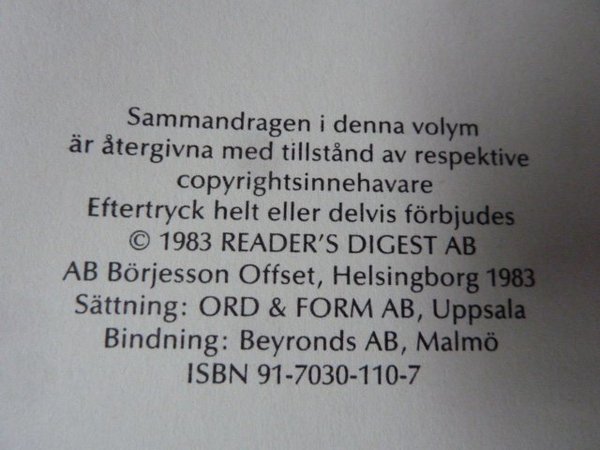 Sammandragen i denna volym
är återgivna med tillstånd av respektive
copyrightsinnehavare
Eftertryck helt eller delvis förbjudes
© 1983 READER'S DIGEST AB
AB Börjesson Offset, Helsingborg 1983
Sättning: ORD & FORM AB, Uppsala
Bindning: Beyronds AB, Malmö
ISBN 91-7030-110-7